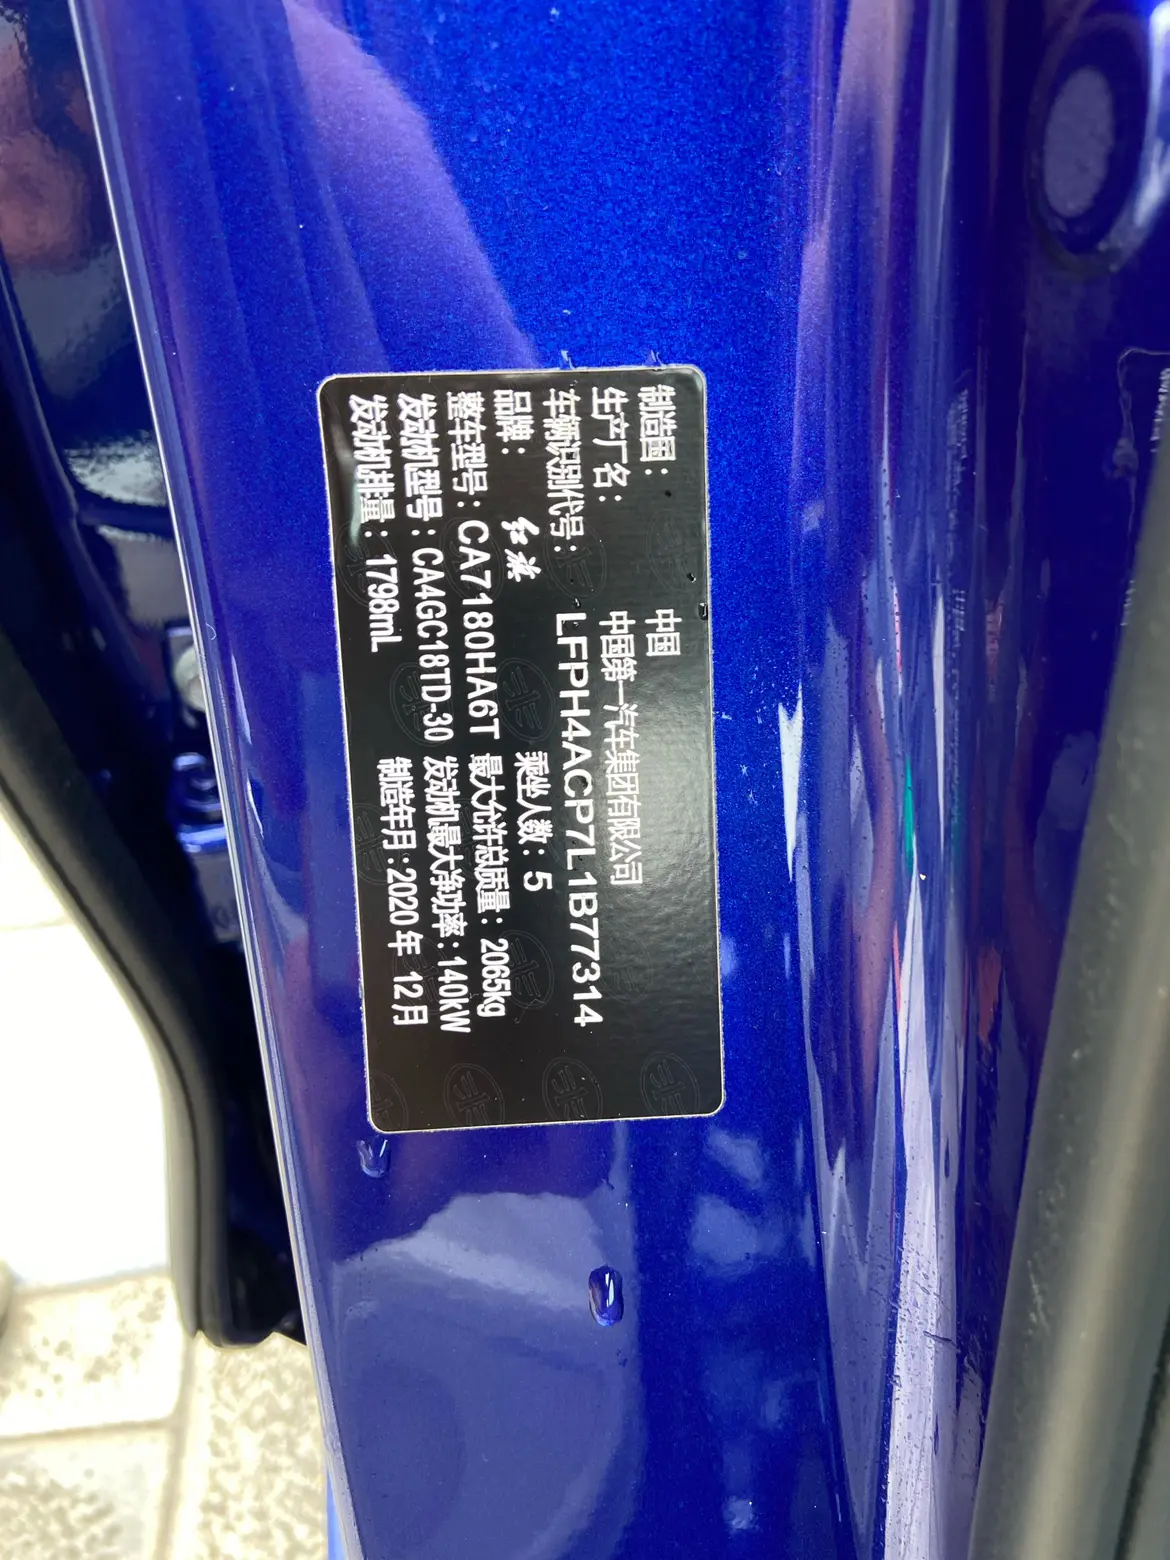 制造国： 中国
生产厂名： 中国第一汽车集团有限公司
车辆识别代号： LFPH4ACP7L1B77314
品牌： 红旗 乘坐人数：5
整车型号：CA7180HA6T 最大允许总质量：2065kg
发动机型号：CA4GC18TD-30 发动机最大净功率：140kW
发动机排量：1798mL 制造年月：2020年 12月